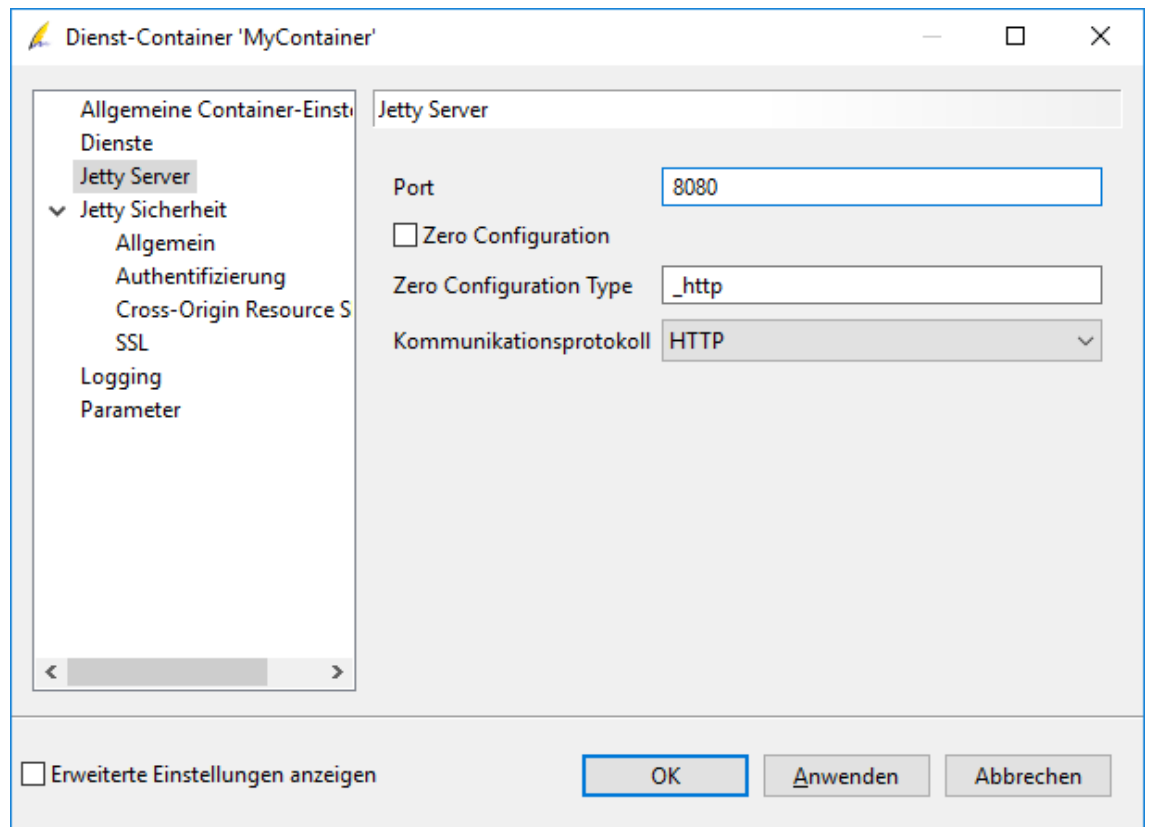 Dienst-Container 'MyContainer'
Allgemeine Container-Einst
Dienste
Jetty Server
Jetty Sicherheit
Allgemein
Authentifizierung
Cross-Origin Resource S
SSL
Logging
Parameter
Jetty Server
Port 8080
Zero Configuration
Zero Configuration Type _http
Kommunikationsprotokoll HTTP
Erweiterte Einstellungen anzeigen
OK Anwenden Abbrechen